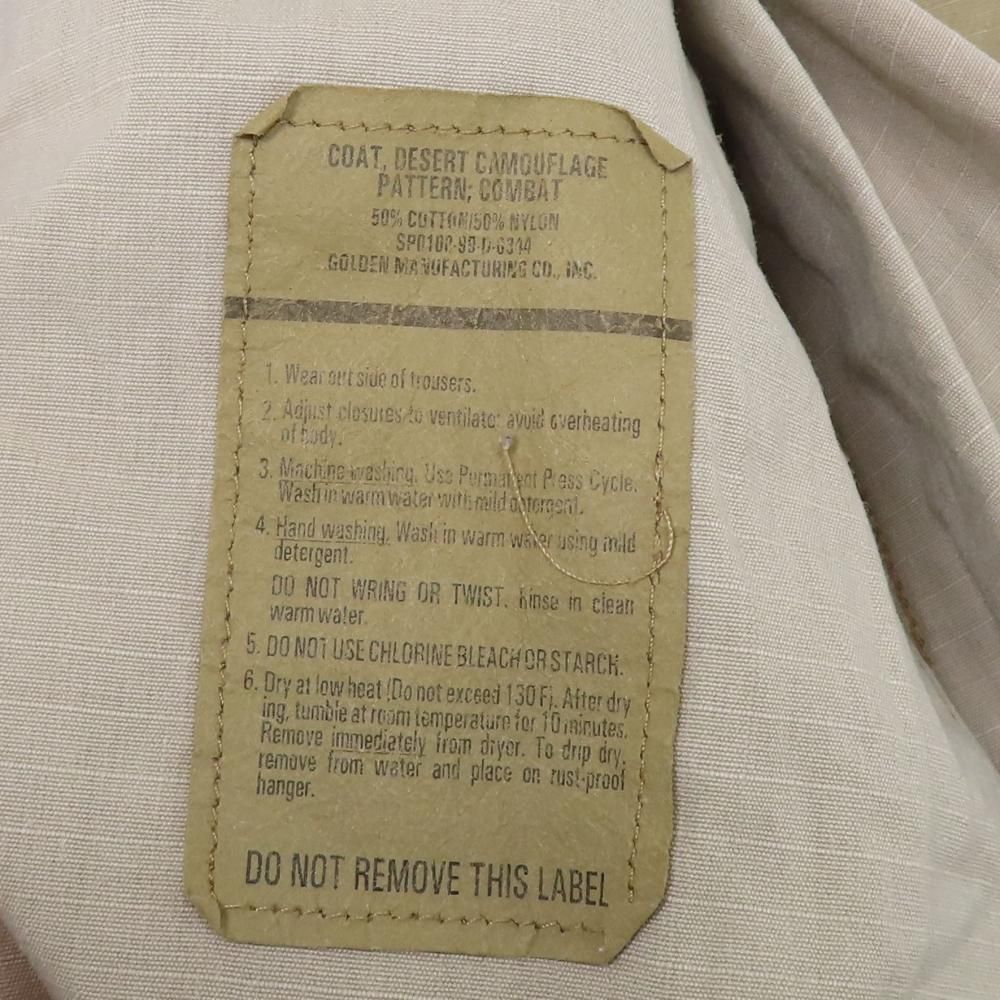 COAT, DESERT CAMOUFLAGE
PATTERN; COMBAT
50% COTTON/50% NYLON
SP0100-99-D-0344
GOLDEN MANUFACTURING CO., INC.
1. Wear out side of trousers.
2. Adjust closures to ventilate: avoid overheating
of body.
3. Machine washing. Use Permanent Press Cycle.
Wash in warm water with mild detergent.
4. Hand washing. Wash in warm water using mild
detergent.
DO NOT WRING OR TWIST. Rinse in clean
warm water.
5. DO NOT USE CHLORINE BLEACH OR STARCH.
6. Dry at low heat (Do not exceed 130 F). After dry
ing, tumble at room temperature for 10 minutes.
Remove immediately from dryer. To drip dry,
remove from water and place on rust-proof
hanger.
DO NOT REMOVE THIS LABEL